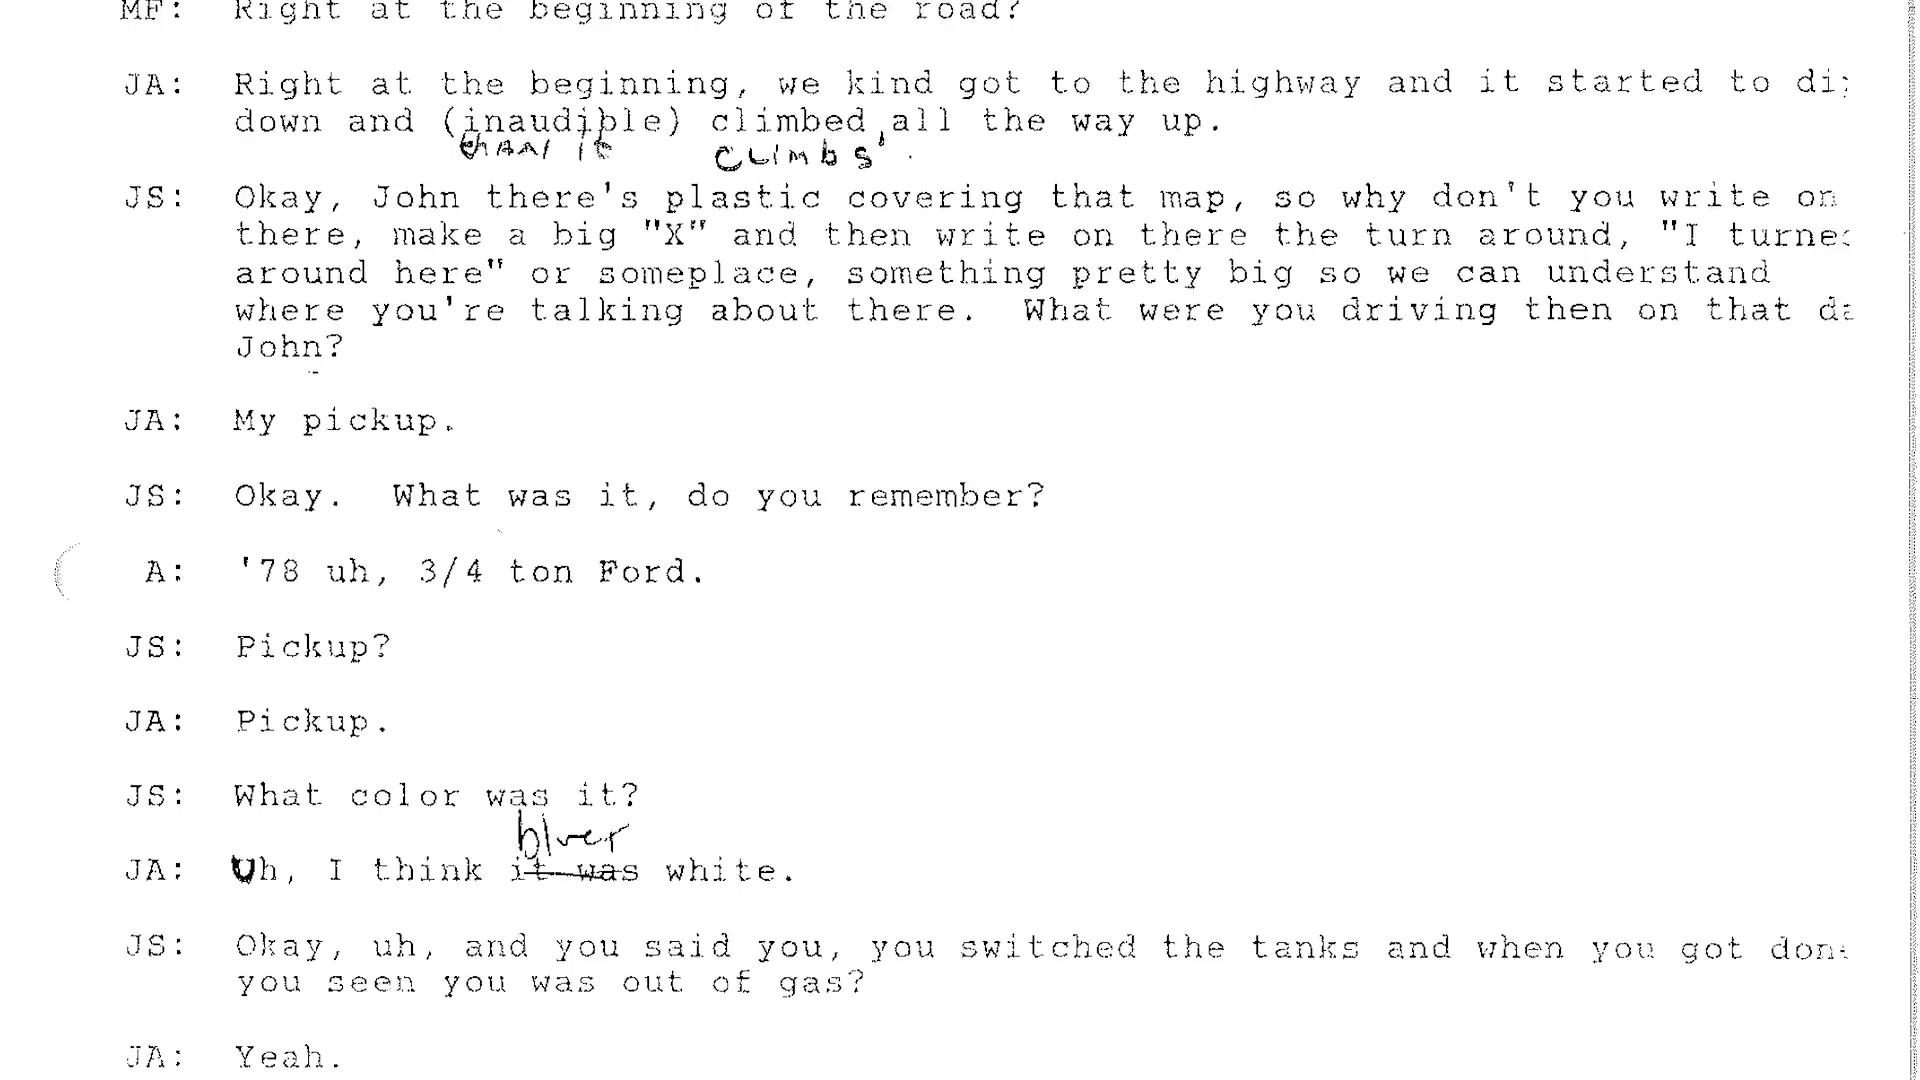 MF: Right at the beginning of the road?
JA: Right at the beginning, we kind got to the highway and it started to
down and (inaudible) climbed all the way up.
it climbs
JS: Okay, John there's plastic covering that map, so why don't you write on
there, make a big "X" and then write on there the turn around, "I
around here" or someplace, something pretty big so we can understand
where you're talking about there. What were you driving then on that
John?
JA: My pickup.
JS: Okay. What was it, do you remember?
A: '78 uh, 3/4 ton Ford.
JS: Pickup?
JA: Pickup.
JS: What color was it?
JA: Uh, I think it was white.
JS: Okay, uh, and you said you, you switched the tanks and when you got
you seen you was out of gas?
JA: Yeah.